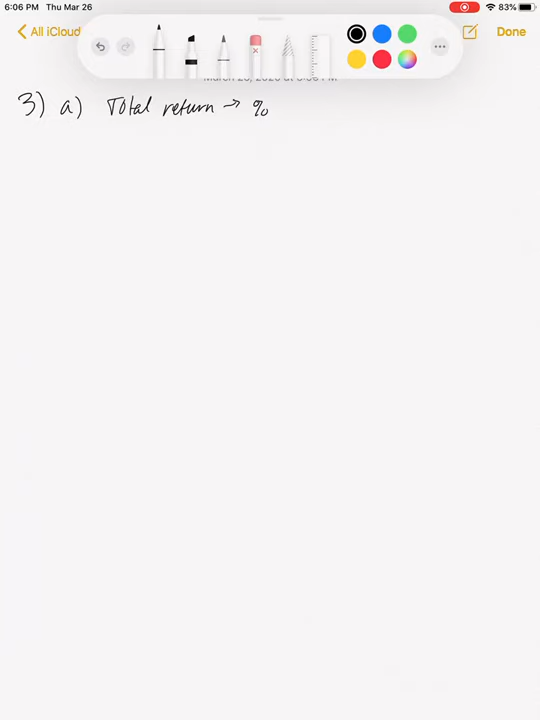 6:06 PM Thu Mar 26 83%
All iCloud Done
3) a) Total return → %